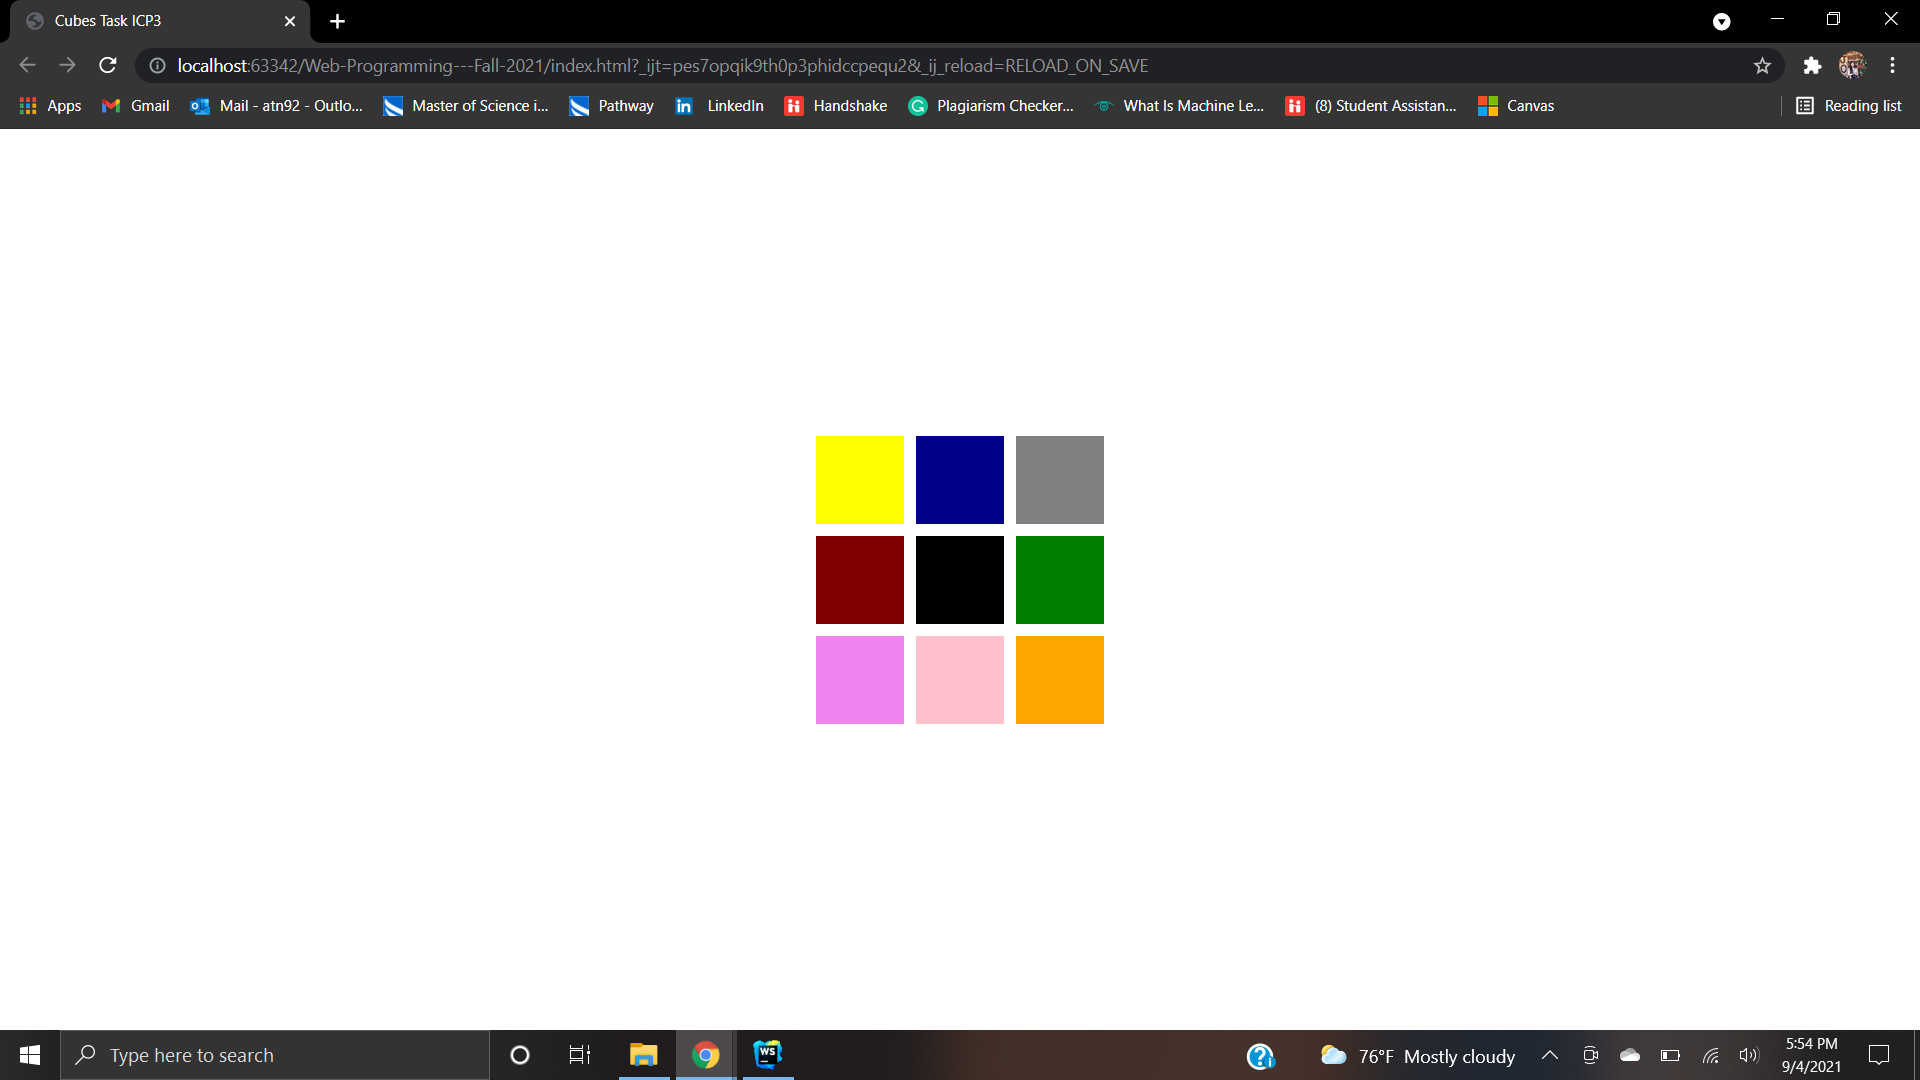 Cubes Task ICP3
localhost:63342/Web-Programming---Fall-2021/index.html?_ijt=pes7opqik9th0p3phidccpequ2&_ij_reload=RELOAD_ON_SAVE
Apps Gmail Mail - atn92 - Outlo... Master of Science i... Pathway LinkedIn Handshake Plagiarism Checker... What Is Machine Le... (8) Student Assistan... Canvas Reading list
Type here to search
WS
76°F Mostly cloudy
5:54 PM
9/4/2021